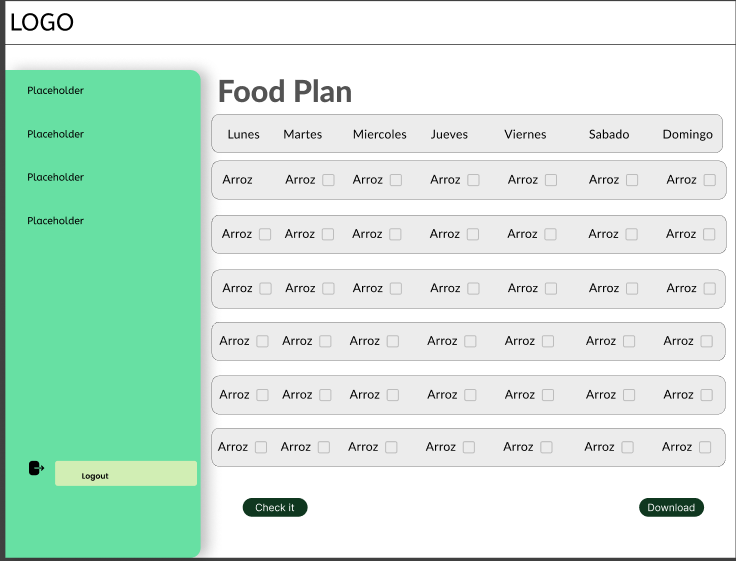 LOGO
Placeholder
Placeholder
Placeholder
Placeholder
Logout
Food Plan
Lunes Martes Miercoles Jueves Viernes Sabado Domingo
Arroz Arroz Arroz Arroz Arroz Arroz Arroz
Arroz Arroz Arroz Arroz Arroz Arroz Arroz
Arroz Arroz Arroz Arroz Arroz Arroz Arroz
Arroz Arroz Arroz Arroz Arroz Arroz Arroz
Arroz Arroz Arroz Arroz Arroz Arroz Arroz
Arroz Arroz Arroz Arroz Arroz Arroz Arroz
Check it Download